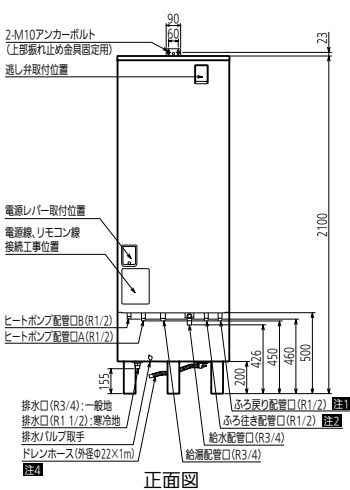 90
60
2-M10アンカーボルト
(上部振れ止め金具固定用)
23
逃し弁取付位置
2100
電源レバー取付位置
電源線、リモコン線
接続工事位置
ヒートポンプ配管口B(R1/2)
ヒートポンプ配管口A(R1/2)
155
200
426
450
460
500
排水口(R3/4):一般地
排水口(R1 1/2):寒冷地
排水バルブ取手
ドレンホース(外径Φ22×1m)
注4
ふろ戻り配管口(R1/2) 注1
ふろ往き配管口(R1/2) 注2
給水配管口(R3/4)
給湯配管口(R3/4)
正面図